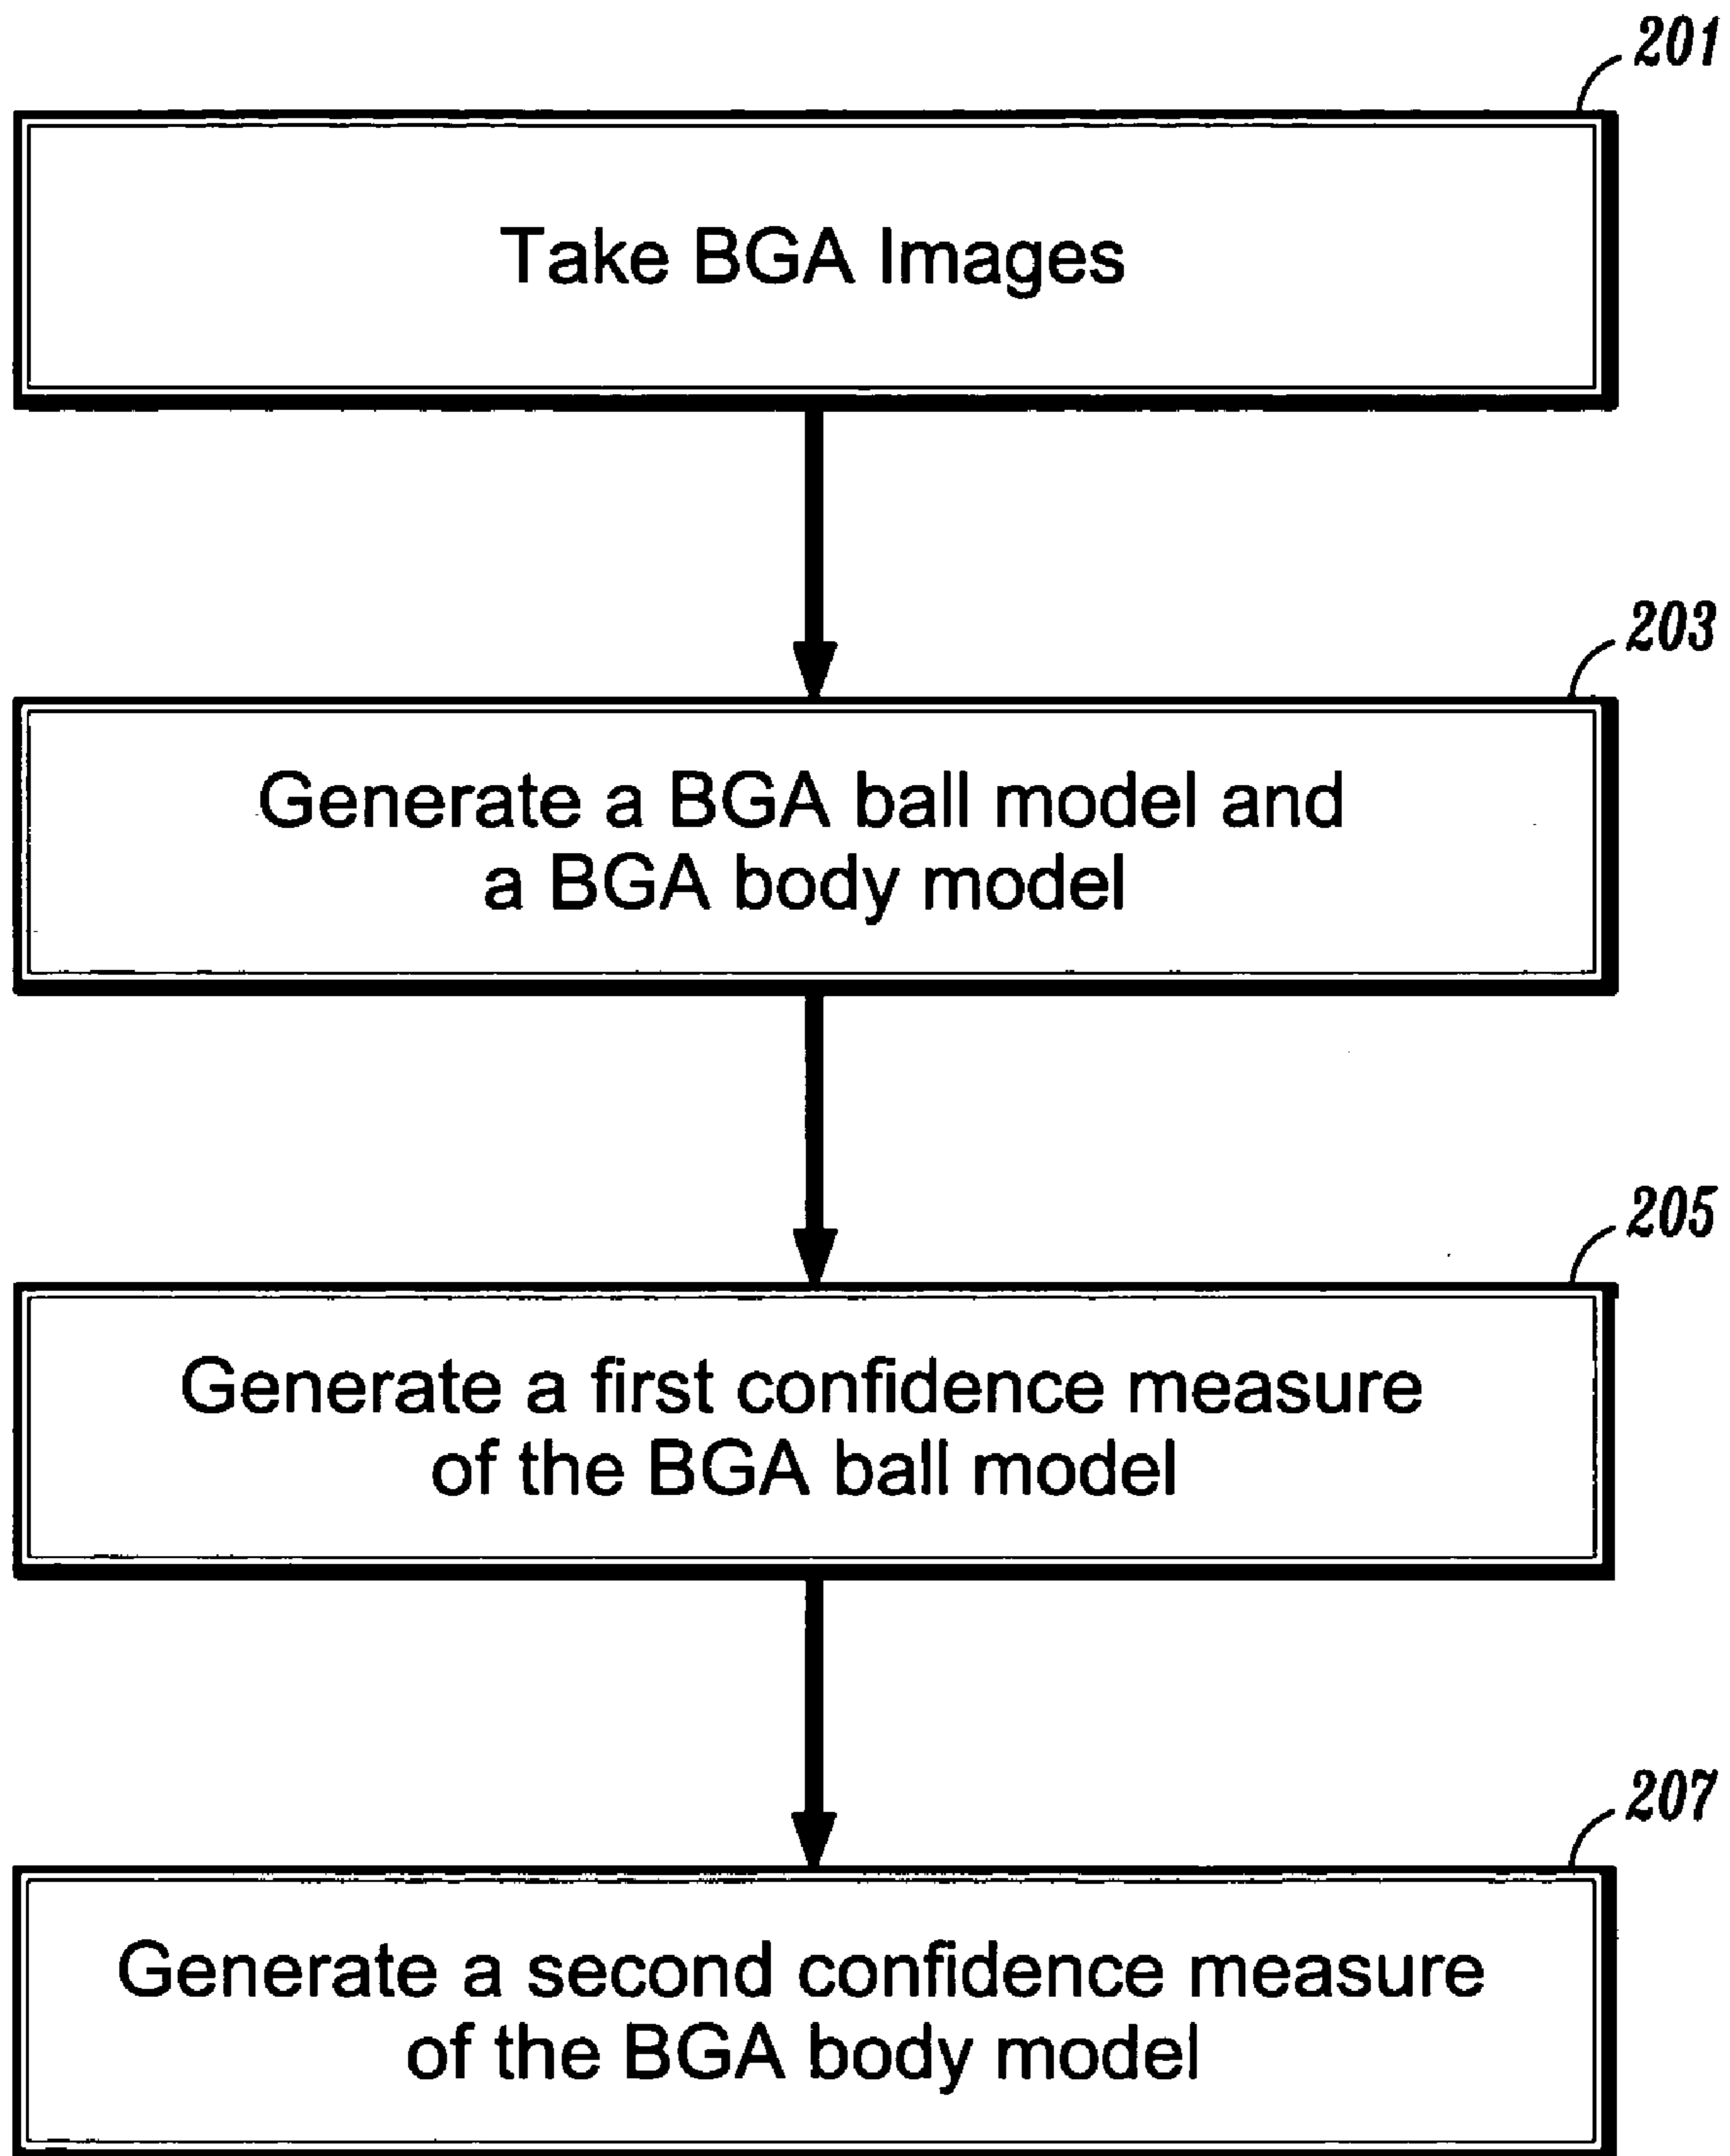 201
Take BGA Images
203
Generate a BGA ball model and
a BGA body model
205
Generate a first confidence measure
of the BGA ball model
207
Generate a second confidence measure
of the BGA body model